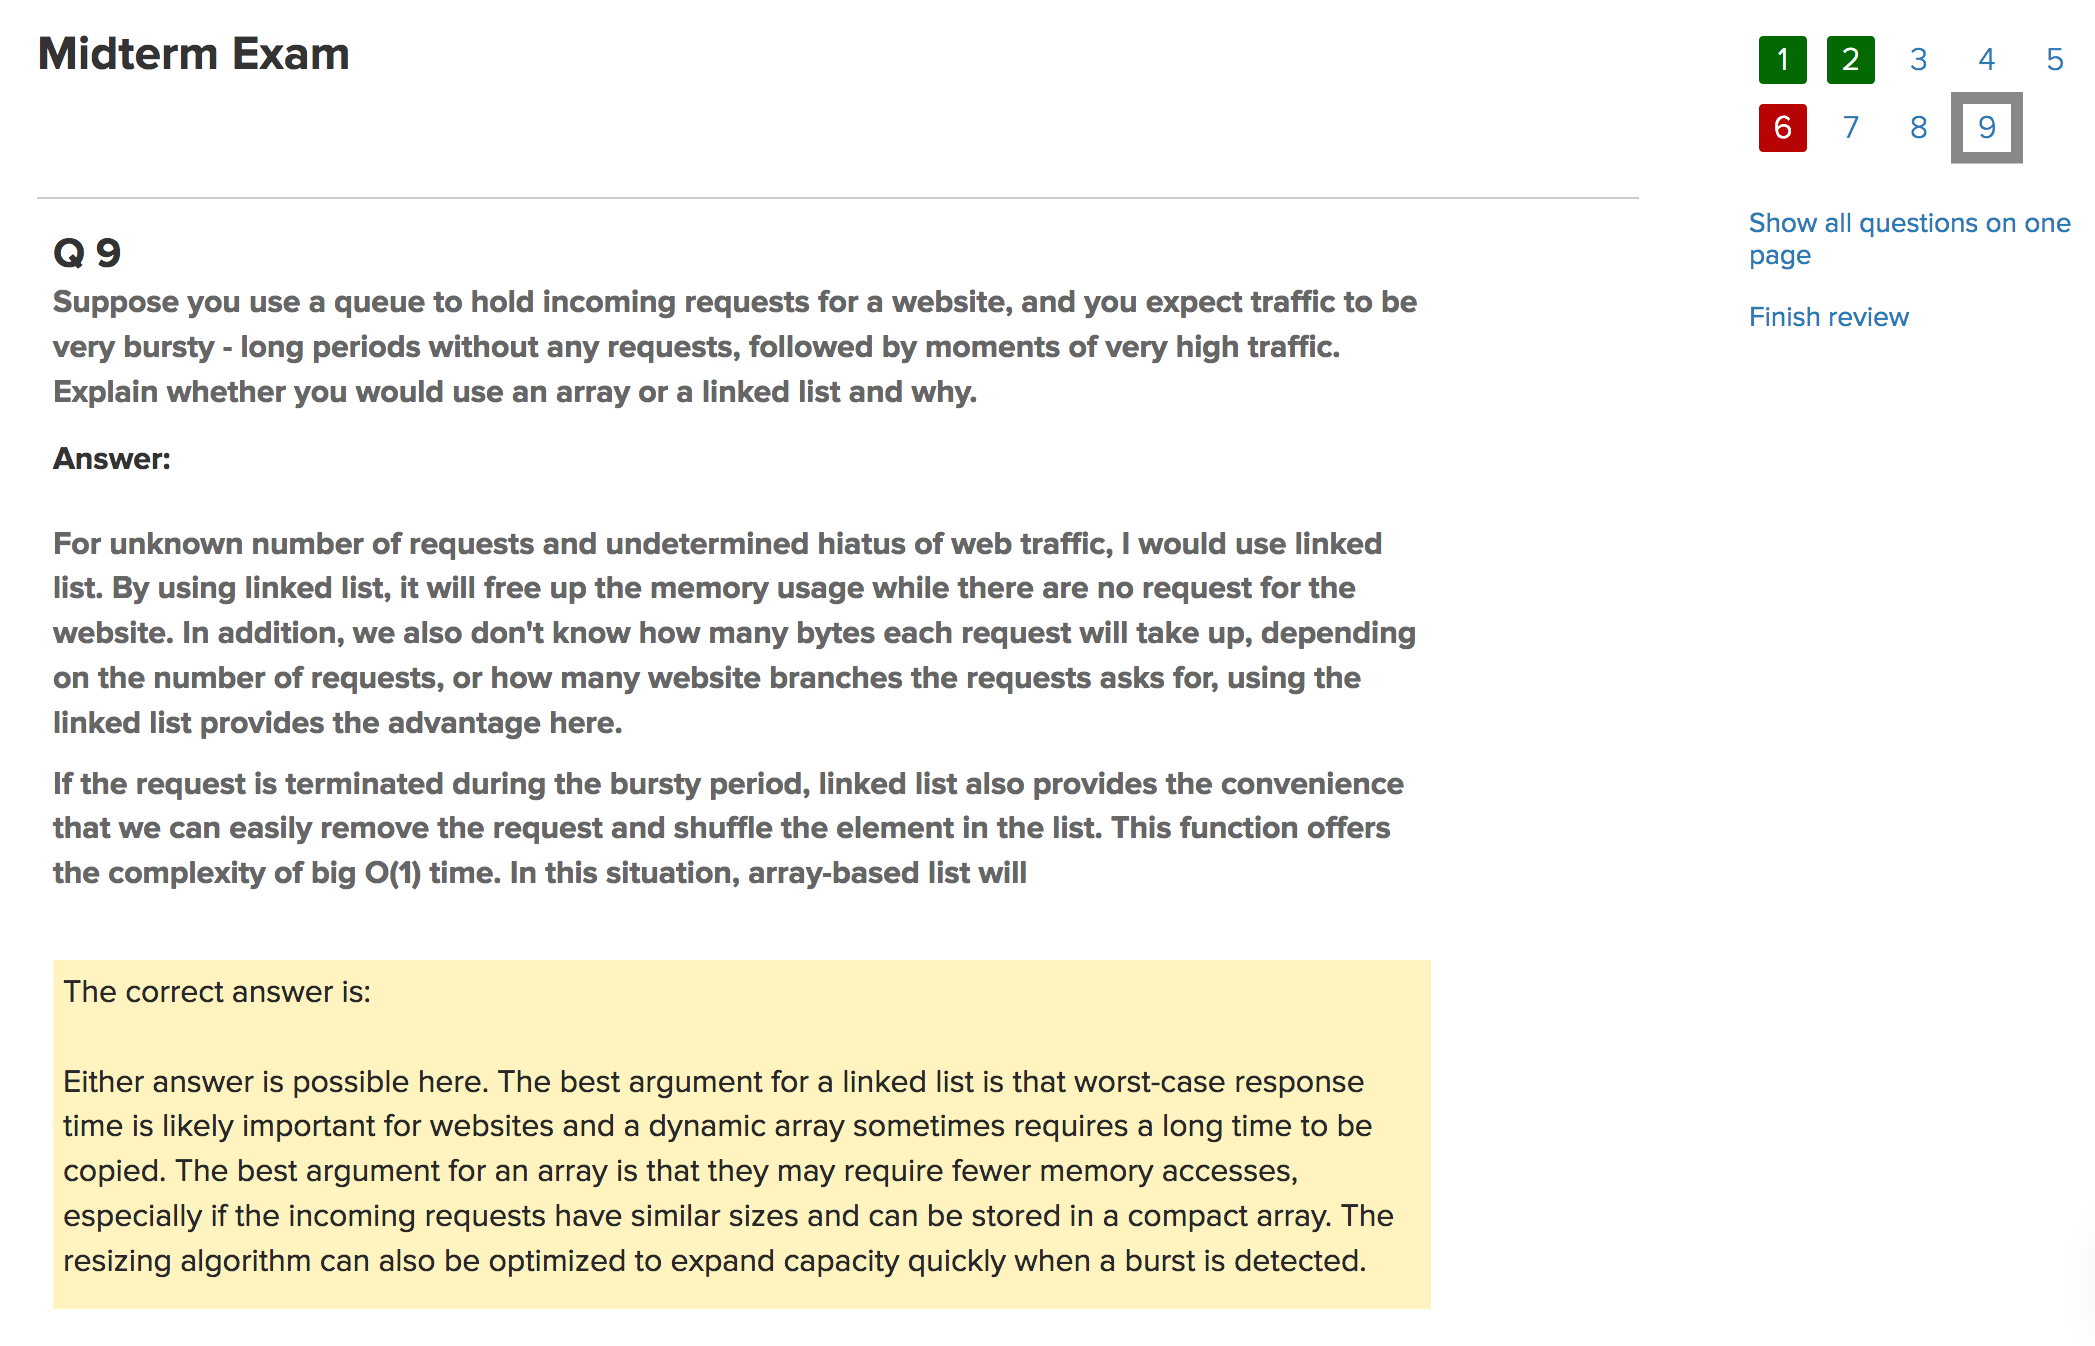 Midterm Exam
1 2 3 4 5
6 7 8 9
Show all questions on one
page
Finish review
Q 9
Suppose you use a queue to hold incoming requests for a website, and you expect traffic to be
very bursty - long periods without any requests, followed by moments of very high traffic.
Explain whether you would use an array or a linked list and why.
Answer:
For unknown number of requests and undetermined hiatus of web traffic, I would use linked
list. By using linked list, it will free up the memory usage while there are no request for the
website. In addition, we also don't know how many bytes each request will take up, depending
on the number of requests, or how many website branches the requests asks for, using the
linked list provides the advantage here.
If the request is terminated during the bursty period, linked list also provides the convenience
that we can easily remove the request and shuffle the element in the list. This function offers
the complexity of big O(1) time. In this situation, array-based list will
The correct answer is:
Either answer is possible here. The best argument for a linked list is that worst-case response
time is likely important for websites and a dynamic array sometimes requires a long time to be
copied. The best argument for an array is that they may require fewer memory accesses,
especially if the incoming requests have similar sizes and can be stored in a compact array. The
resizing algorithm can also be optimized to expand capacity quickly when a burst is detected.